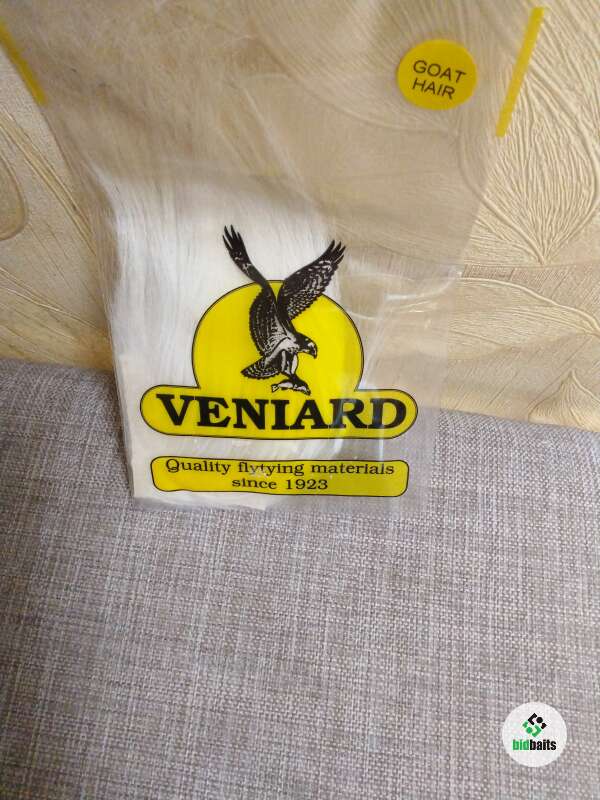 GOAT
HAIR
VENIARD
Quality flytying materials
since 1923
bidbaits